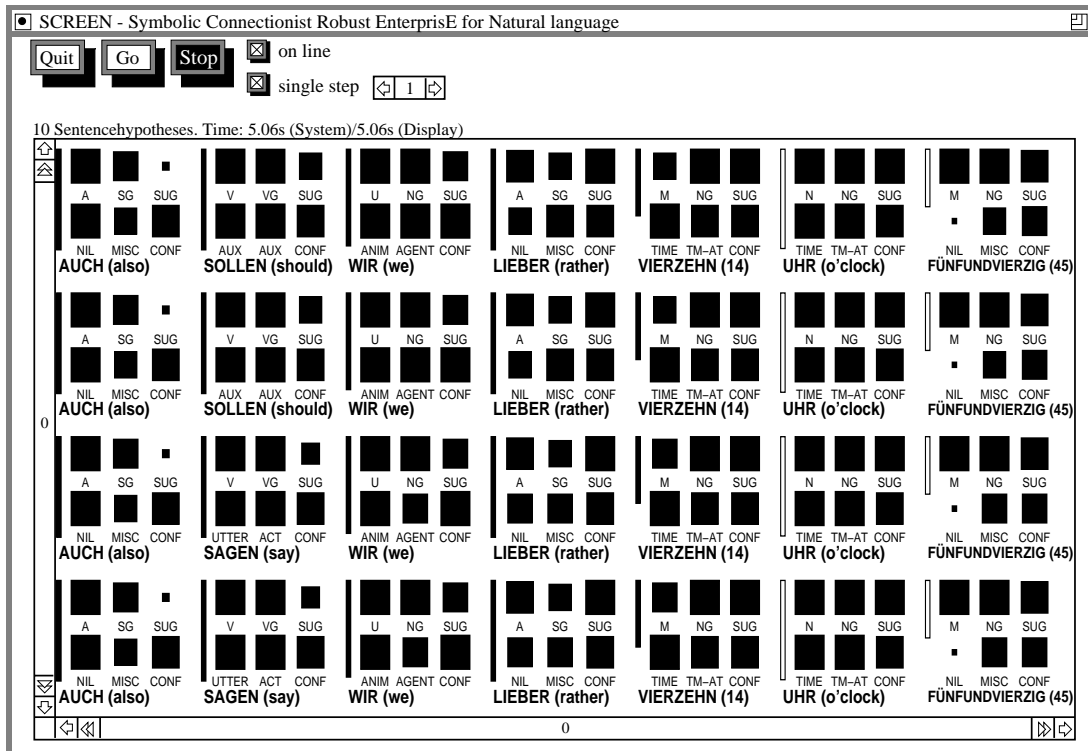 SCREEN - Symbolic Connectionist Robust EnterprisE for Natural language
Quit Go Stop on line
single step 1
10 Sentencehypotheses. Time: 5.06s (System)/5.06s (Display)
A SG SUG V VG SUG U NG SUG A SG SUG M NG SUG N NG SUG M NG SUG
NIL MISC CONF AUX AUX CONF ANIM AGENT CONF NIL MISC CONF TIME TM-AT CONF TIME TM-AT CONF NIL MISC CONF
AUCH (also) SOLLEN (should) WIR (we) LIEBER (rather) VIERZEHN (14) UHR (o'clock) FÜNFUNDVIERZIG (45)
A SG SUG V VG SUG U NG SUG A SG SUG M NG SUG N NG SUG M NG SUG
NIL MISC CONF AUX AUX CONF ANIM AGENT CONF NIL MISC CONF TIME TM-AT CONF TIME TM-AT CONF NIL MISC CONF
AUCH (also) SOLLEN (should) WIR (we) LIEBER (rather) VIERZEHN (14) UHR (o'clock) FÜNFUNDVIERZIG (45)
0
A SG SUG V VG SUG U NG SUG A SG SUG M NG SUG N NG SUG M NG SUG
NIL MISC CONF UTTER ACT CONF ANIM AGENT CONF NIL MISC CONF TIME TM-AT CONF TIME TM-AT CONF NIL MISC CONF
AUCH (also) SAGEN (say) WIR (we) LIEBER (rather) VIERZEHN (14) UHR (o'clock) FÜNFUNDVIERZIG (45)
A SG SUG V VG SUG U NG SUG A SG SUG M NG SUG N NG SUG M NG SUG
NIL MISC CONF UTTER ACT CONF ANIM AGENT CONF NIL MISC CONF TIME TM-AT CONF TIME TM-AT CONF NIL MISC CONF
AUCH (also) SAGEN (say) WIR (we) LIEBER (rather) VIERZEHN (14) UHR (o'clock) FÜNFUNDVIERZIG (45)
0